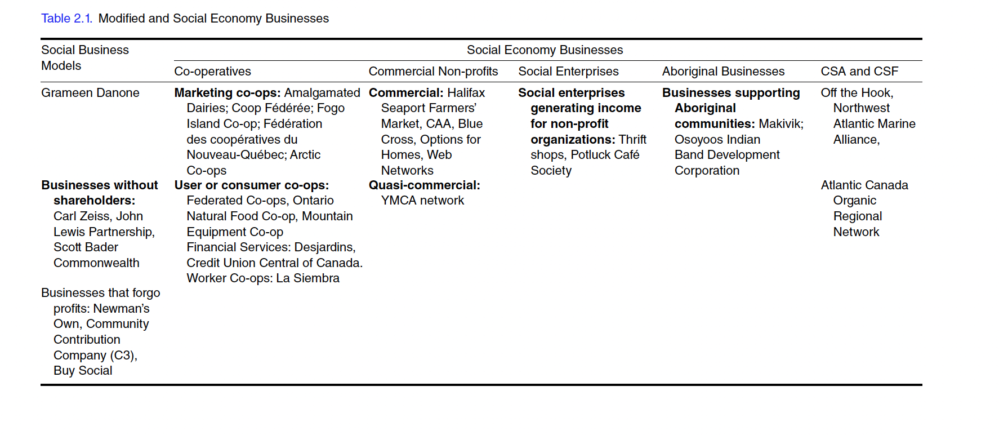 Table 2.1. Modified and Social Economy Businesses
Social Business
Models
Social Economy Businesses
Co-operatives
Commercial Non-profits
Social Enterprises
Aboriginal Businesses
CSA and CSF
Grameen Danone
Marketing co-ops: Amalgamated
Dairies; Coop Fédérée; Fogo
Island Co-op; Fédération
des coopératives du
Nouveau-Québec; Arctic
Co-ops
Commercial: Halifax
Seaport Farmers’
Market, CAA, Blue
Cross, Options for
Homes, Web
Networks
Social enterprises
generating income
for non-profit
organizations: Thrift
shops, Potluck Café
Society
Businesses supporting
Aboriginal
communities: Makivik;
Osoyoos Indian
Band Development
Corporation
Off the Hook,
Northwest
Atlantic Marine
Alliance,
Businesses without
shareholders:
Carl Zeiss, John
Lewis Partnership,
Scott Bader
Commonwealth
User or consumer co-ops:
Federated Co-ops, Ontario
Natural Food Co-op, Mountain
Equipment Co-op
Financial Services: Desjardins,
Credit Union Central of Canada.
Worker Co-ops: La Siembra
Quasi-commercial:
YMCA network
Atlantic Canada
Organic
Regional
Network
Businesses that forgo
profits: Newman’s
Own, Community
Contribution
Company (C3),
Buy Social